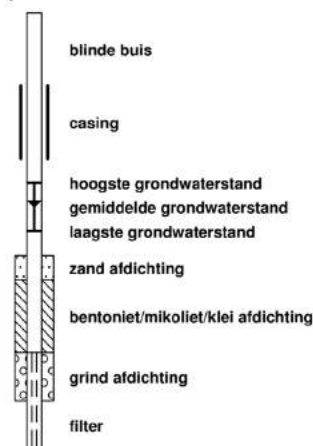 blinde buis
casing
hoogste grondwaterstand
gemiddelde grondwaterstand
laagste grondwaterstand
zand afdichting
bentoniet/mikoliet/klei afdichting
grind afdichting
filter